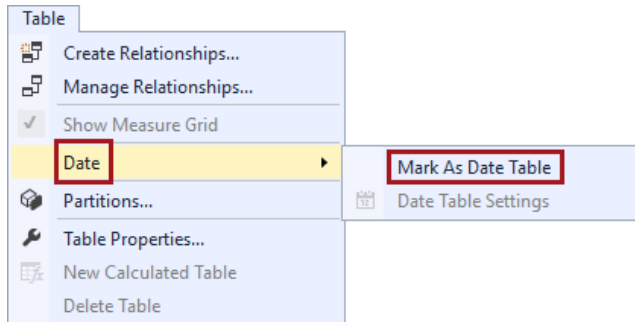 Table
Create Relationships...
Manage Relationships...
Show Measure Grid
Date
Mark As Date Table
Partitions...
Date Table Settings
Table Properties...
New Calculated Table
Delete Table